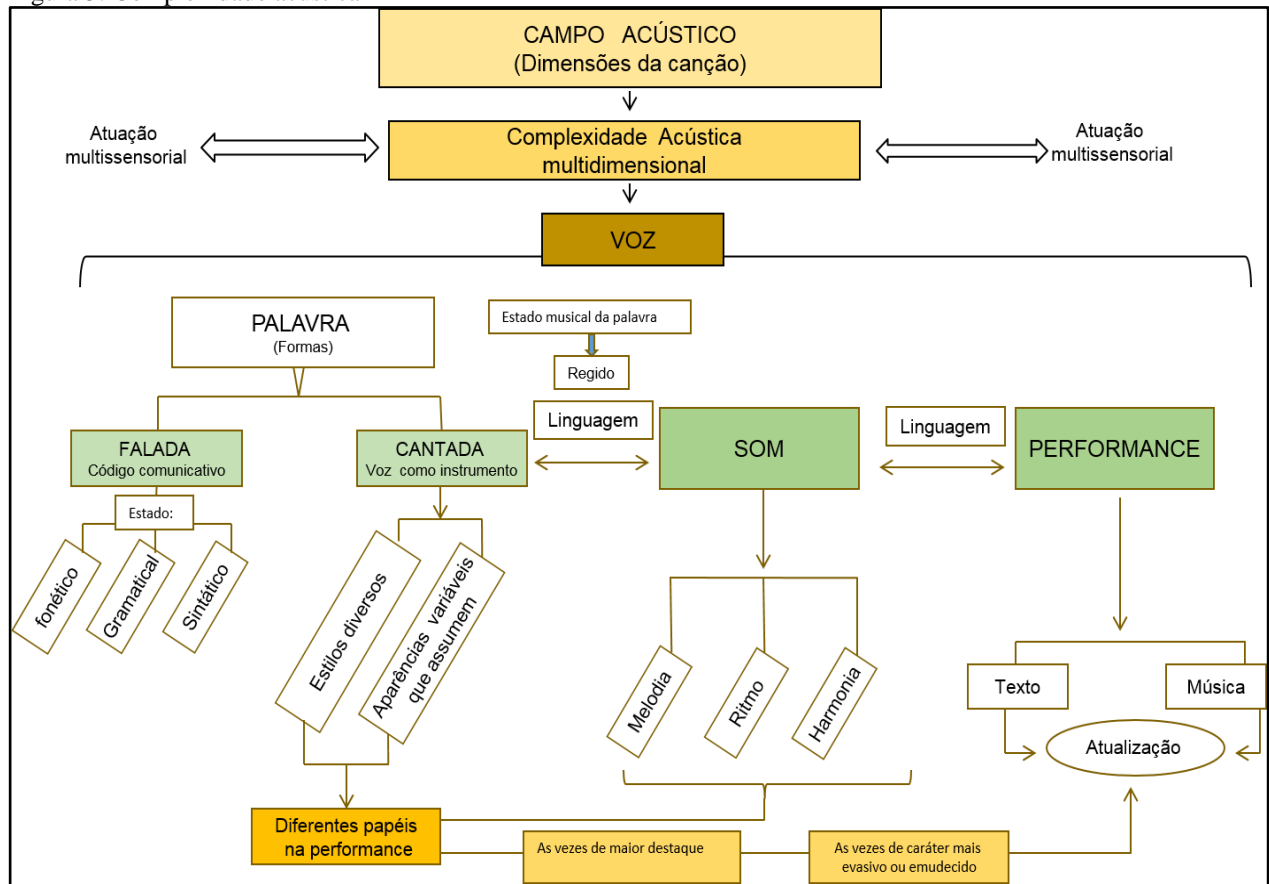 CAMPO ACÚSTICO
(Dimensões da canção)
Atuação
multissensorial
Complexidade Acústica
multidimensional
Atuação
multissensorial
VOZ
PALAVRA
(Formas)
Estado musical da palavra
Regido
FALADA
Código comunicativo
CANTADA
Voz como instrumento
Linguagem
SOM
Linguagem
PERFORMANCE
Estado:
fonético
Gramatical
Sintático
Estilos diversos
Aparências variáveis
que assumem
Melodia
Ritmo
Harmonia
Texto
Música
Atualização
Diferentes papéis
na performance
As vezes de maior destaque
As vezes de caráter mais
evasivo ou emudecido